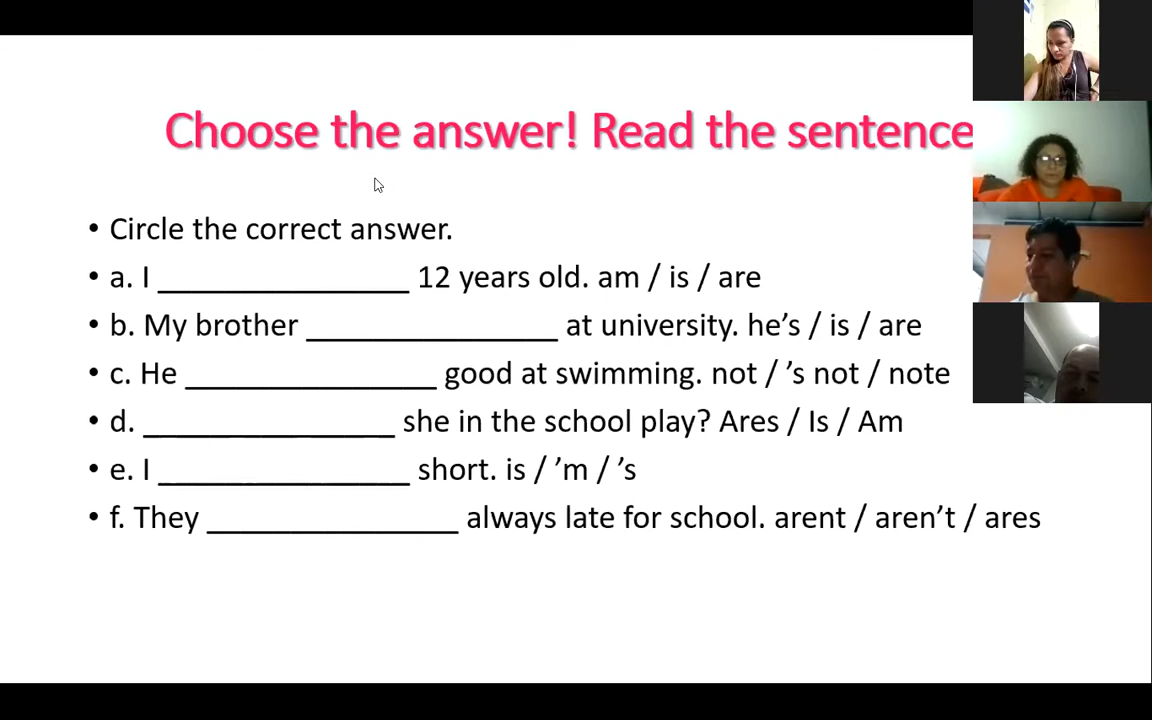 Choose the answer! Read the sentence
• Circle the correct answer.
• a. I ________________ 12 years old. am / is / are
• b. My brother ________________ at university. he’s / is / are
• c. He ________________ good at swimming. not / ’s not / note
• d. ________________ she in the school play? Ares / Is / Am
• e. I ________________ short. is / ’m / ’s
• f. They ________________ always late for school. arent / aren’t / ares